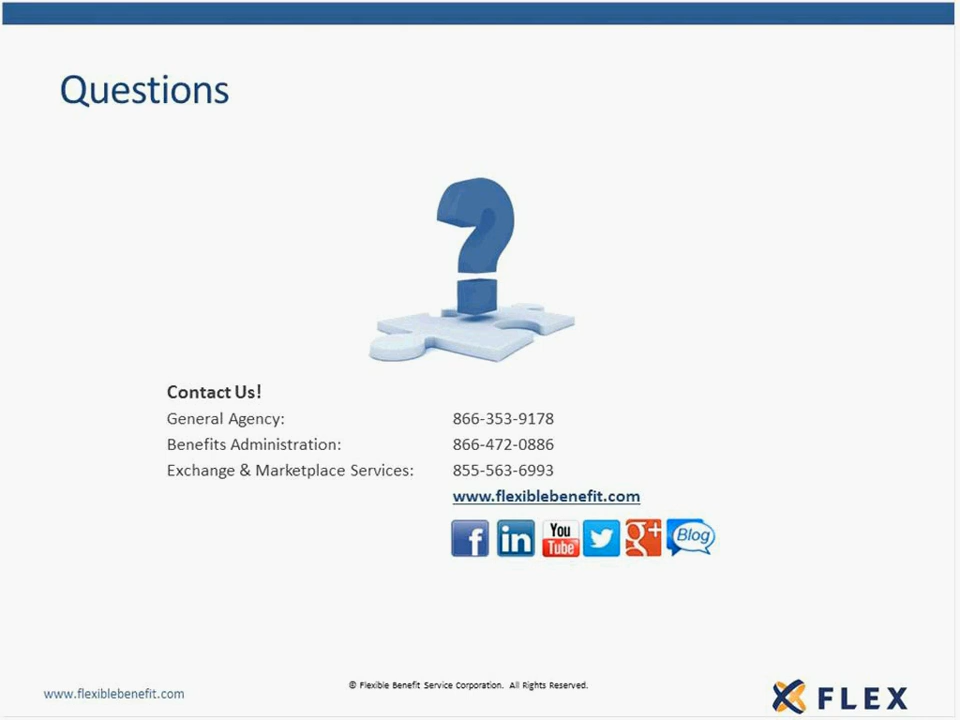 Questions
Contact Us!
General Agency: 866-353-9178
Benefits Administration: 866-472-0886
Exchange & Marketplace Services: 855-563-6993
www.flexiblebenefit.com
f in You Tube g+ Blog
www.flexiblebenefit.com
© Flexible Benefit Service Corporation. All Rights Reserved.
FLEX